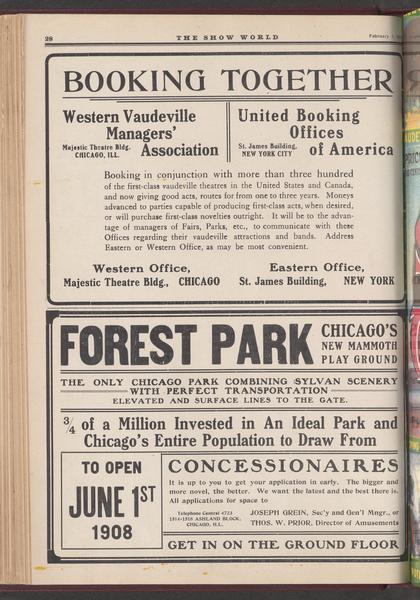 28
THE SHOW WORLD
February
BOOKING TOGETHER
Western Vaudeville
Managers'
Majestic Theatre Bldg.
CHICAGO, ILL.
Association
United Booking
Offices
St. James Building,
NEW YORK CITY
of America
Booking in conjunction with more than three hundred
of the first-class vaudeville theatres in the United States and Canada,
and now giving good acts, routes for from one to three years. Moneys
advanced to parties capable of producing first-class acts, when desired,
or will purchase first-class novelties outright. It will be to the advan-
tage of managers of Fairs, Parks, etc., to communicate with these
Offices regarding their vaudeville attractions and bands. Address
Eastern or Western Office, as may be most convenient.
Western Office,
Majestic Theatre Bldg., CHICAGO
Eastern Office,
St. James Building, NEW YORK
FOREST PARK
CHICAGO'S
NEW MAMMOTH
PLAY GROUND
THE ONLY CHICAGO PARK COMBINING SYLVAN SCENERY
WITH PERFECT TRANSPORTATION
ELEVATED AND SURFACE LINES TO THE GATE.
3/4 of a Million Invested in An Ideal Park and
Chicago's Entire Population to Draw From
TO OPEN
JUNE 1ST
1908
CONCESSIONAIRES
It is up to you to get your application in early. The bigger and
more novel, the better. We want the latest and the best there is.
All applications for space to
Telephone Central 4723
1514-1515 ASHLAND BLOCK,
CHICAGO, ILL.
JOSEPH GREIN, Sec'y and Gen'l Mngr., or
THOS. W. PRIOR, Director of Amusements
GET IN ON THE GROUND FLOOR